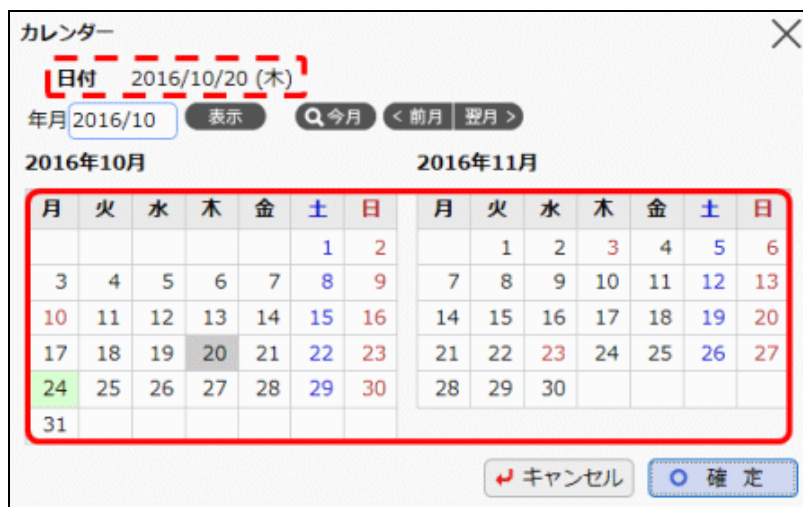 カレンダー
日付 2016/10/20 (木)
年月 2016/10 表示 今月 < 前月 翌月 >
2016年10月 2016年11月
月 火 水 木 金 土 日 月 火 水 木 金 土 日
1 2 1 2 3 4 5 6
3 4 5 6 7 8 9 7 8 9 10 11 12 13
10 11 12 13 14 15 16 14 15 16 17 18 19 20
17 18 19 20 21 22 23 21 22 23 24 25 26 27
24 25 26 27 28 29 30 28 29 30
31
キャンセル 確 定